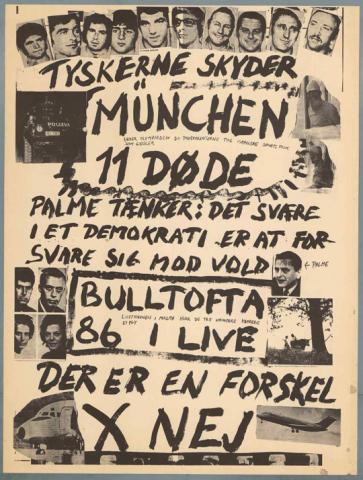 TYSKERNE SKYDER
MÜNCHEN
11 DØDE
PALME TÆNKER: DET SVÆRE
I ET DEMOKRATI ER AT FOR-
SVARE SIG MOD VOLD
← PALME
BULLTOFTA
86 I LIVE
DER ER EN FORSKEL
X NEJ